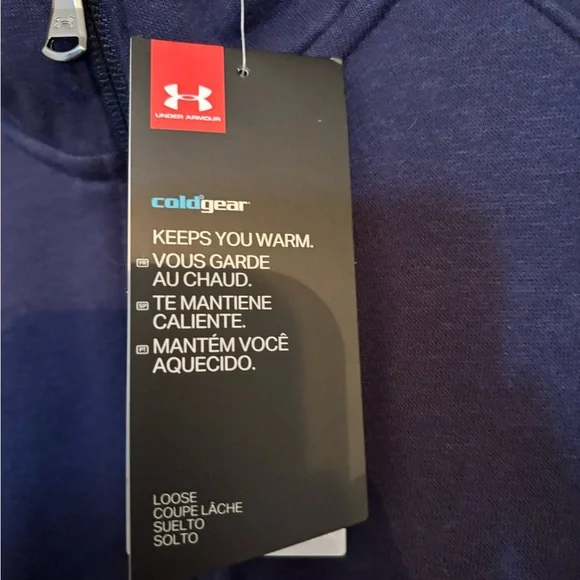 UNDER ARMOUR
coldgear
KEEPS YOU WARM.
FR VOUS GARDE
AU CHAUD.
SP TE MANTIENE
CALIENTE.
PT MANTÉM VOCÊ
AQUECIDO.
LOOSE
COUPE LÂCHE
SUELTO
SOLTO